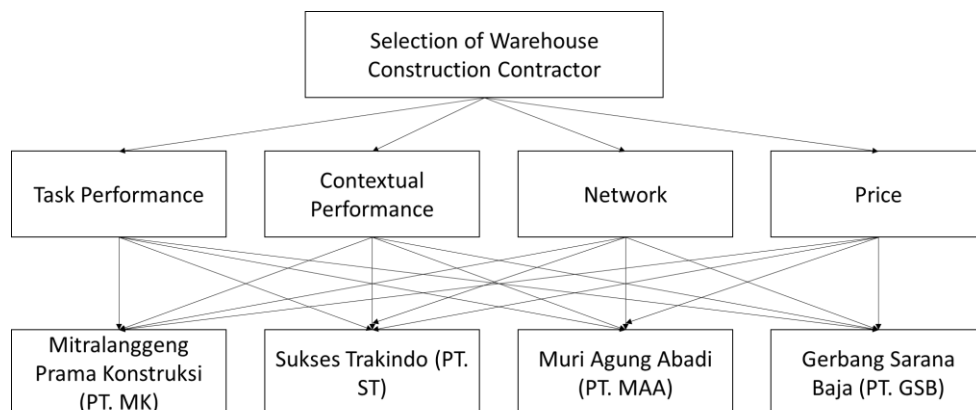 Selection of Warehouse
Construction Contractor
Task Performance
Contextual
Performance
Network
Price
Mitralanggeng
Prama Konstruksi
(PT. MK)
Sukses Trakindo (PT.
ST)
Muri Agung Abadi
(PT. MAA)
Gerbang Sarana
Baja (PT. GSB)